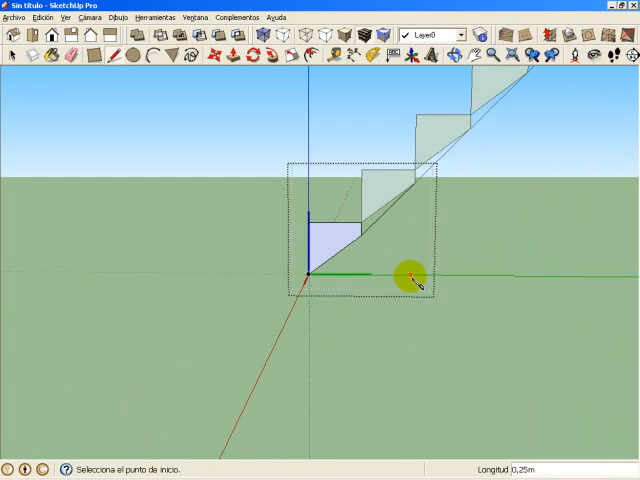 Sin título - SketchUp Pro
Archivo Edición Ver Cámara Dibujo Herramientas Ventana Complementos Ayuda
Layer0
Selecciona el punto de inicio.
Longitud 0,25m